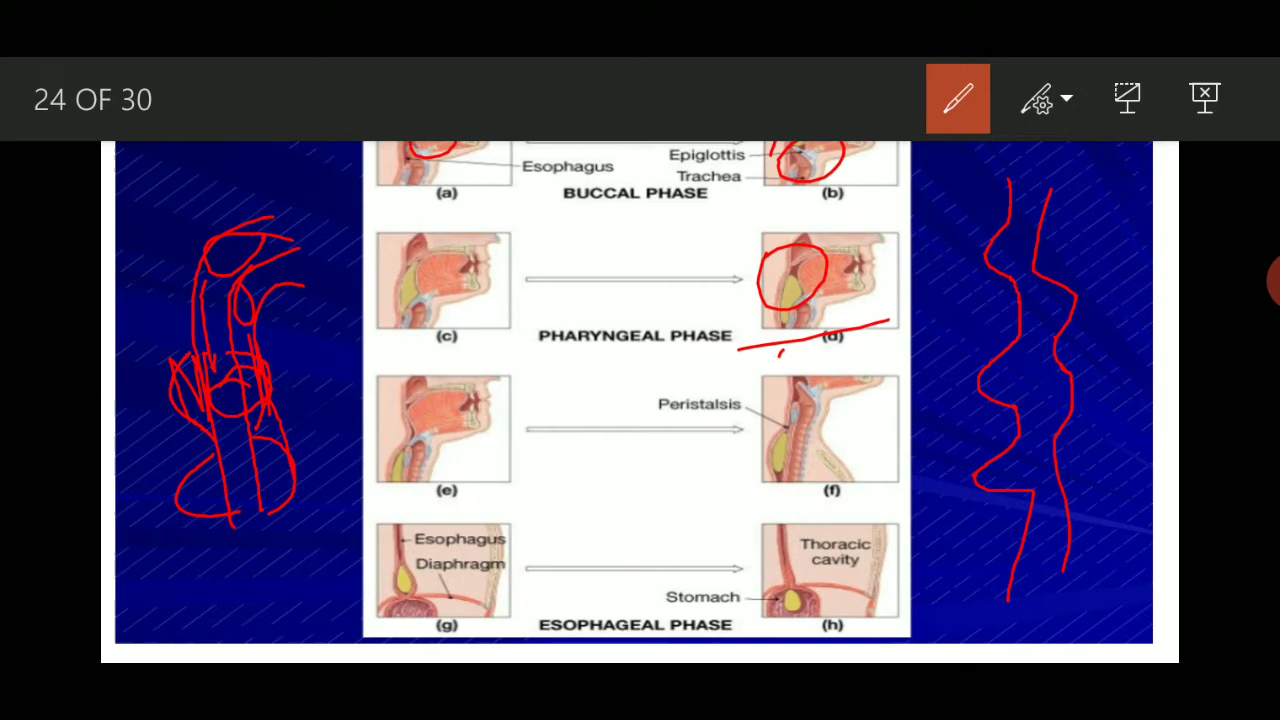 24 OF 30
Esophagus
Epiglottis
Trachea
(a)
BUCCAL PHASE
(b)
(c)
PHARYNGEAL PHASE
(d)
Peristalsis
(e)
(f)
Esophagus
Diaphragm
Thoracic
cavity
Stomach
(g)
ESOPHAGEAL PHASE
(h)